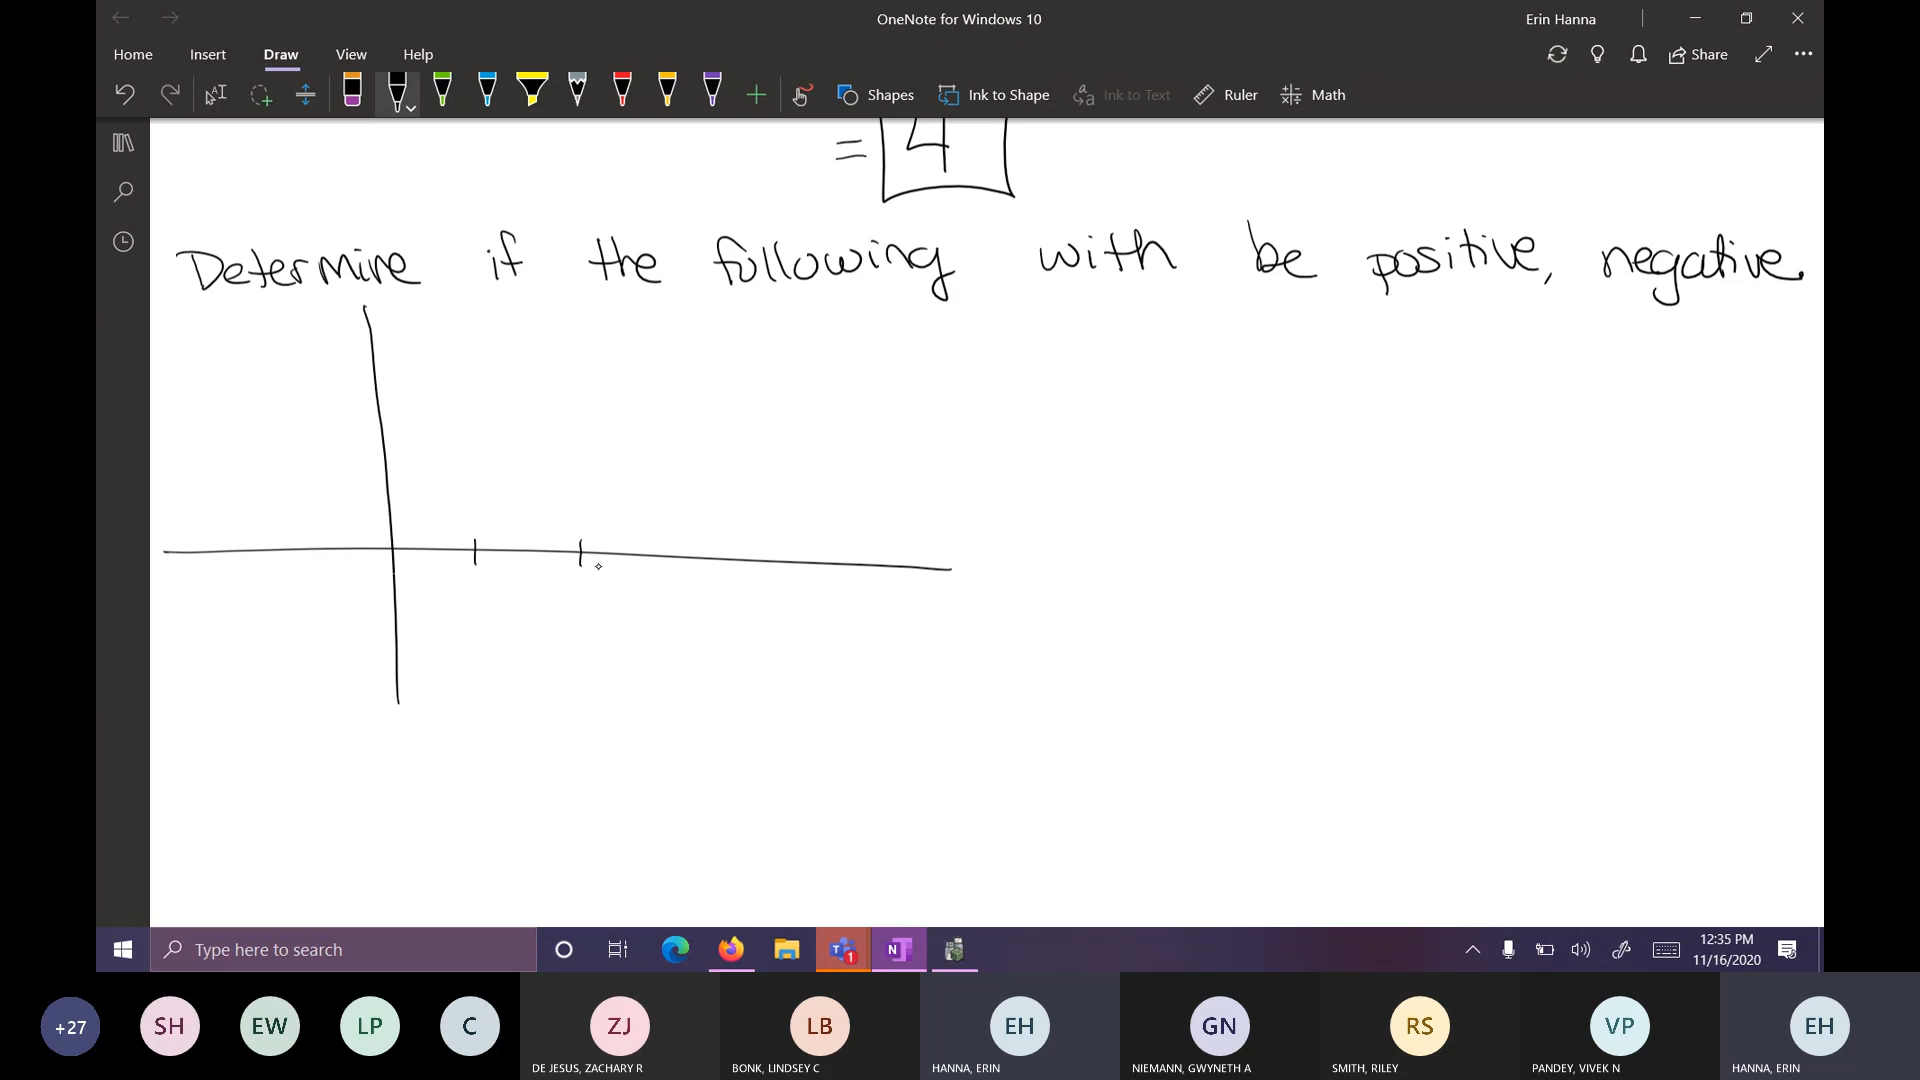 OneNote for Windows 10
Erin Hanna
Home Insert Draw View Help
Share
Shapes Ink to Shape Ink to Text Ruler Math
= 4
Determine if the following with be positive, negative.
Type here to search
1
N
12:35 PM
11/16/2020
+27 SH EW LP C ZJ LB EH GN RS VP EH
DE JESUS, ZACHARY R BONK, LINDSEY C HANNA, ERIN NIEMANN, GWYNETH A SMITH, RILEY PANDEY, VIVEK N HANNA, ERIN